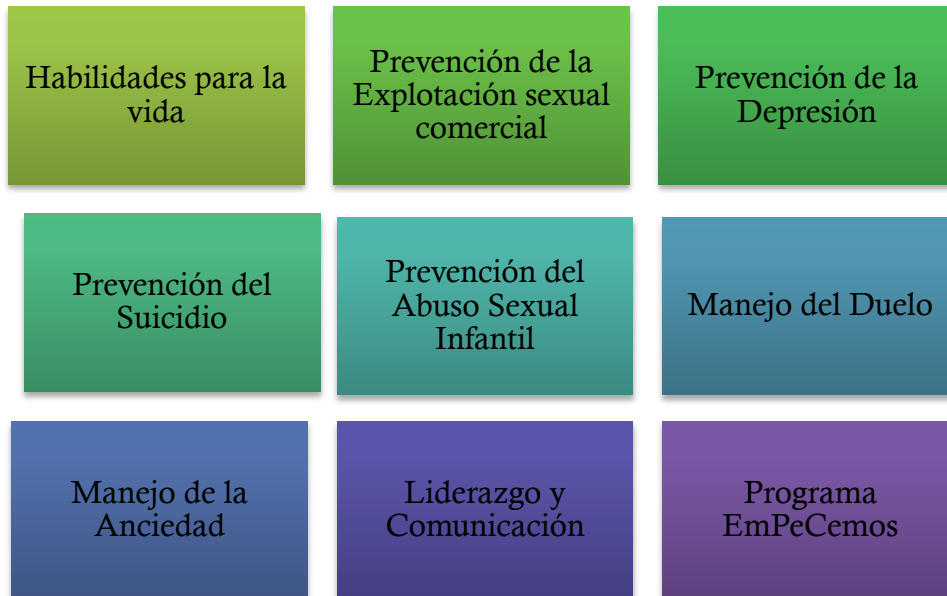 Habilidades para la
vida
Prevención de la
Explotación sexual
comercial
Prevención de la
Depresión
Prevención del
Suicidio
Prevención del
Abuso Sexual
Infantil
Manejo del Duelo
Manejo de la
Anciedad
Liderazgo y
Comunicación
Programa
EmPeCemos